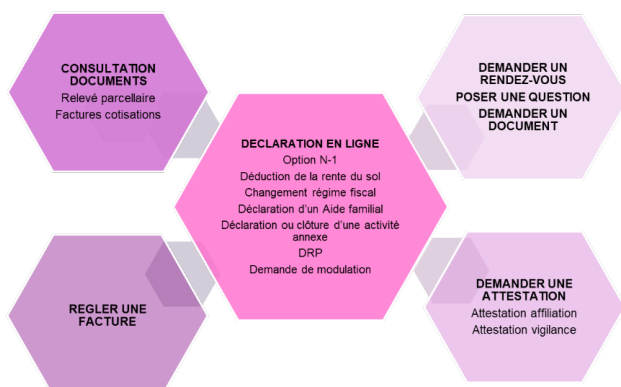 CONSULTATION
DOCUMENTS
Relevé parcellaire
Factures cotisations
DEMANDER UN
RENDEZ-VOUS
POSER UNE QUESTION
DEMANDER UN
DOCUMENT
DECLARATION EN LIGNE
Option N-1
Déduction de la rente du sol
Changement régime fiscal
Déclaration d'un Aide familial
Déclaration ou clôture d'une activité
annexe
DRP
Demande de modulation
REGLER UNE
FACTURE
DEMANDER UNE
ATTESTATION
Attestation affiliation
Attestation vigilance